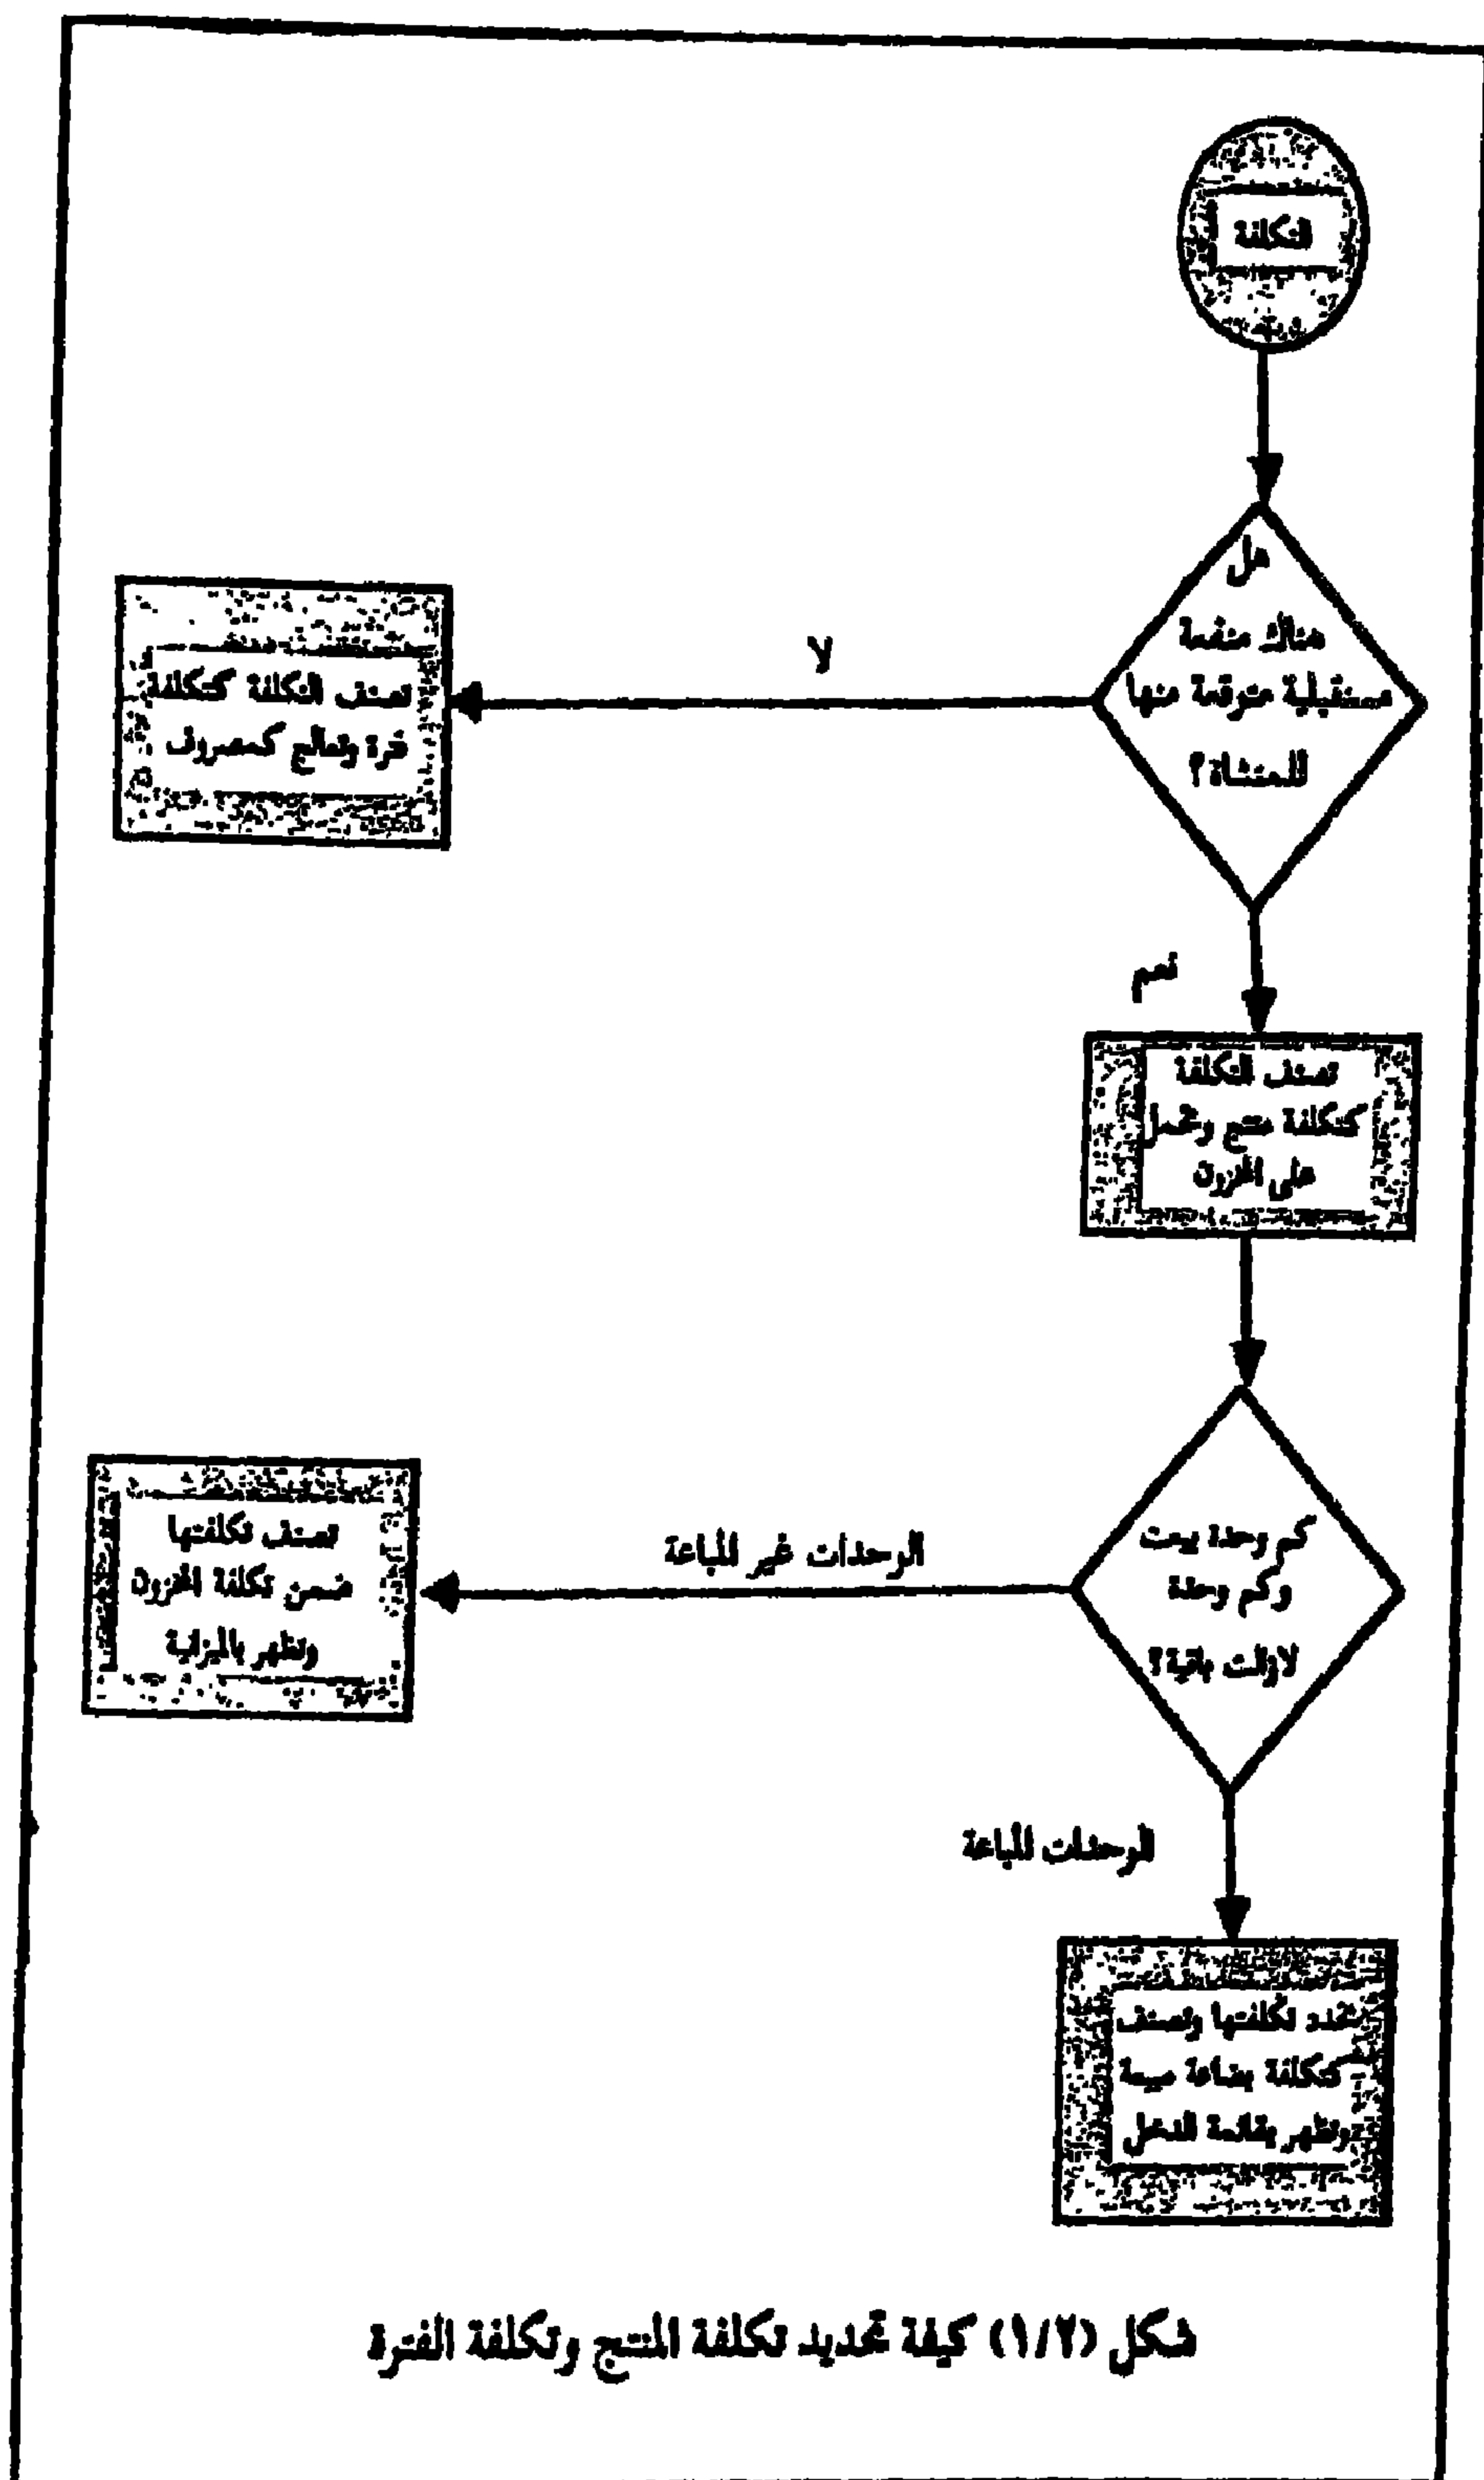 التكلفة
هل
هناك منفعة
مستقبلية متوقعة منها
للمنشاة؟
لا
تصنف التكلفة كتكلفة
فترة وتعالج كمصروف
نعم
تصنف التكلفة
كتكلفة منتج وتحمل
على المخزون
كم وحدة بيعت
وكم وحدة
لازالت باقية؟
الوحدات غير المباعة
تصنف تكلفتها
ضمن تكلفة المخزون
وتظهر بالميزانية
الوحدات المباعة
تحدد تكلفتها وتصنف
كتكلفة بضاعة مبيعة
وتظهر بقائمة الدخل
شكل (١/٢) كيفة تحديد تكلفة المنتج وتكلفة الفترة